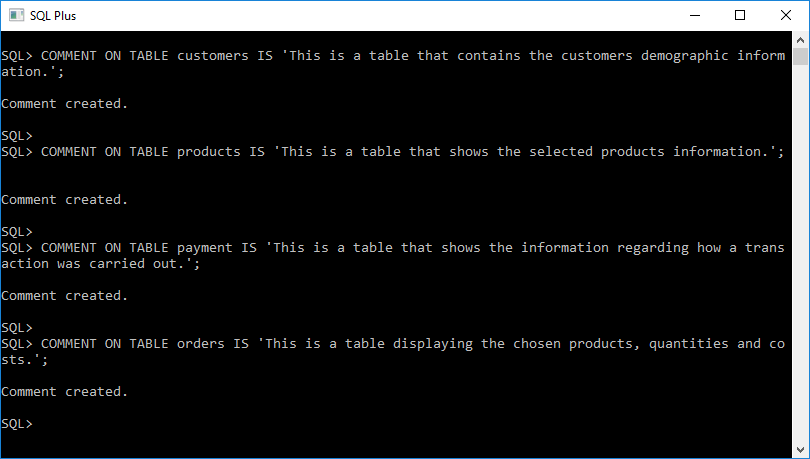 SQL Plus
SQL> COMMENT ON TABLE customers IS 'This is a table that contains the customers demographic inform
ation.';
Comment created.
SQL>
SQL> COMMENT ON TABLE products IS 'This is a table that shows the selected products information.';
Comment created.
SQL>
SQL> COMMENT ON TABLE payment IS 'This is a table that shows the information regarding how a trans
action was carried out.';
Comment created.
SQL>
SQL> COMMENT ON TABLE orders IS 'This is a table displaying the chosen products, quantities and co
sts.';
Comment created.
SQL>